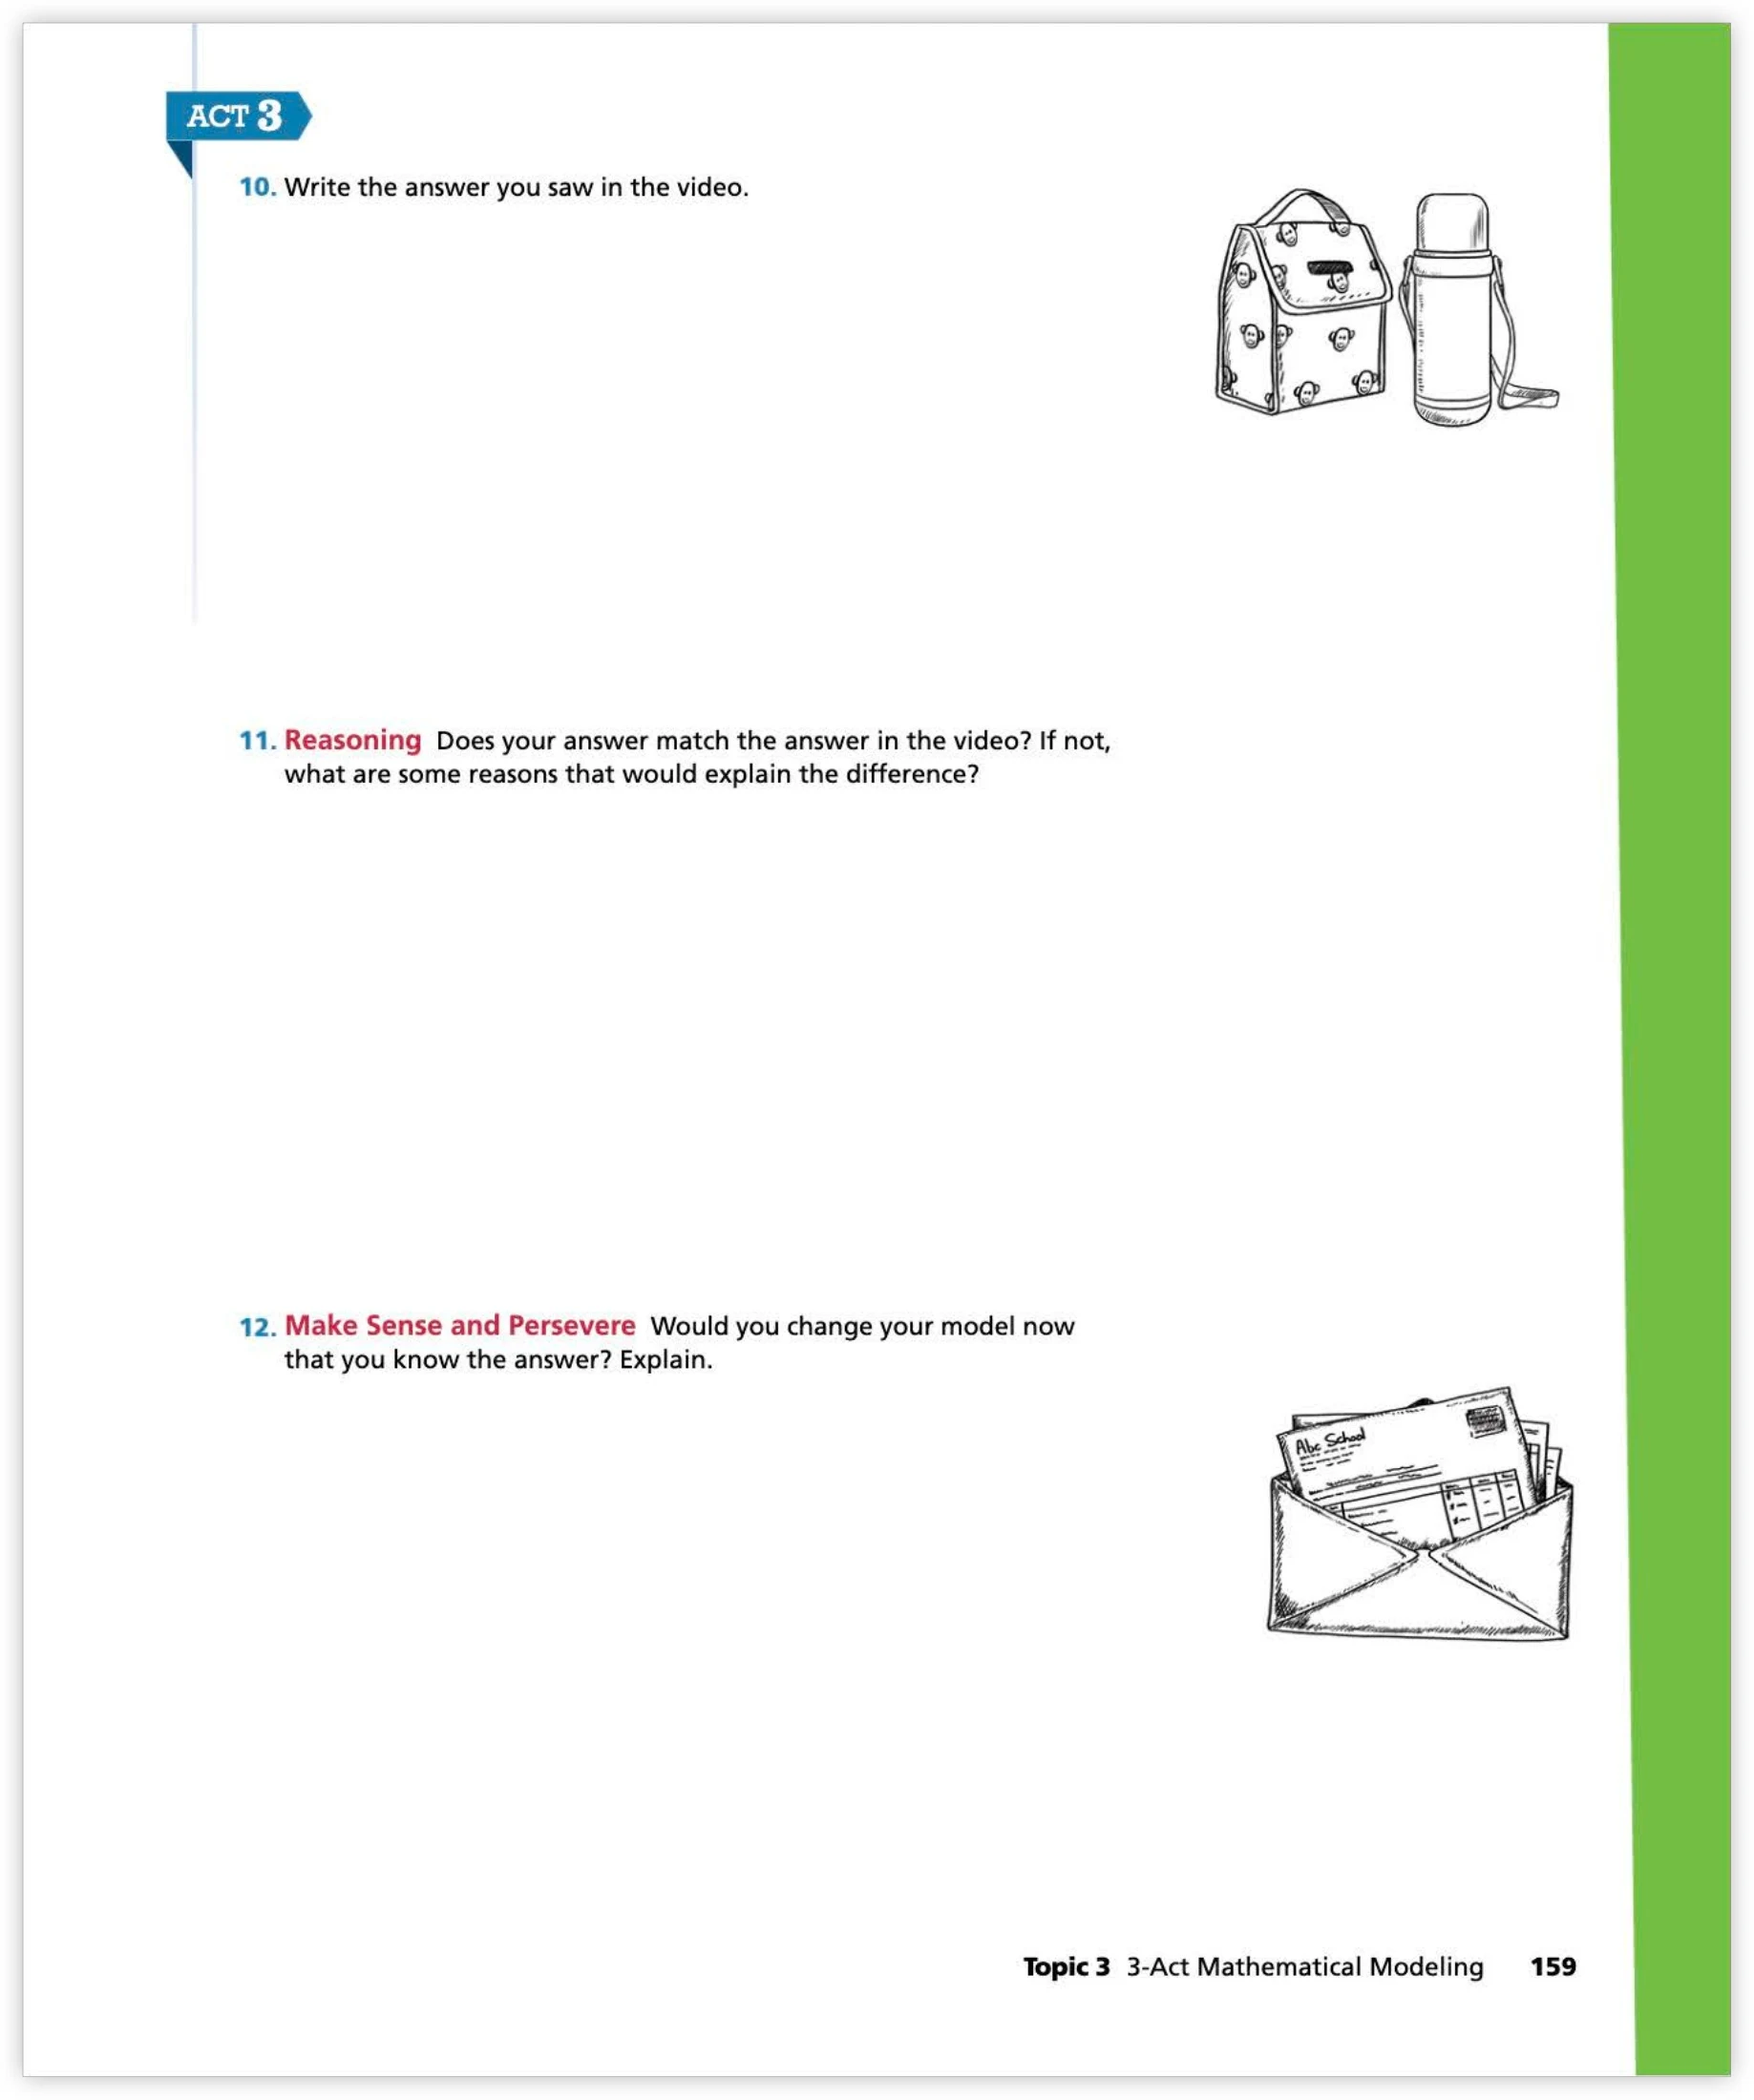 ACT 3
10. Write the answer you saw in the video.
11. Reasoning Does your answer match the answer in the video? If not,
what are some reasons that would explain the difference?
12. Make Sense and Persevere Would you change your model now
that you know the answer? Explain.
Abc School
Topic 3 3-Act Mathematical Modeling 159